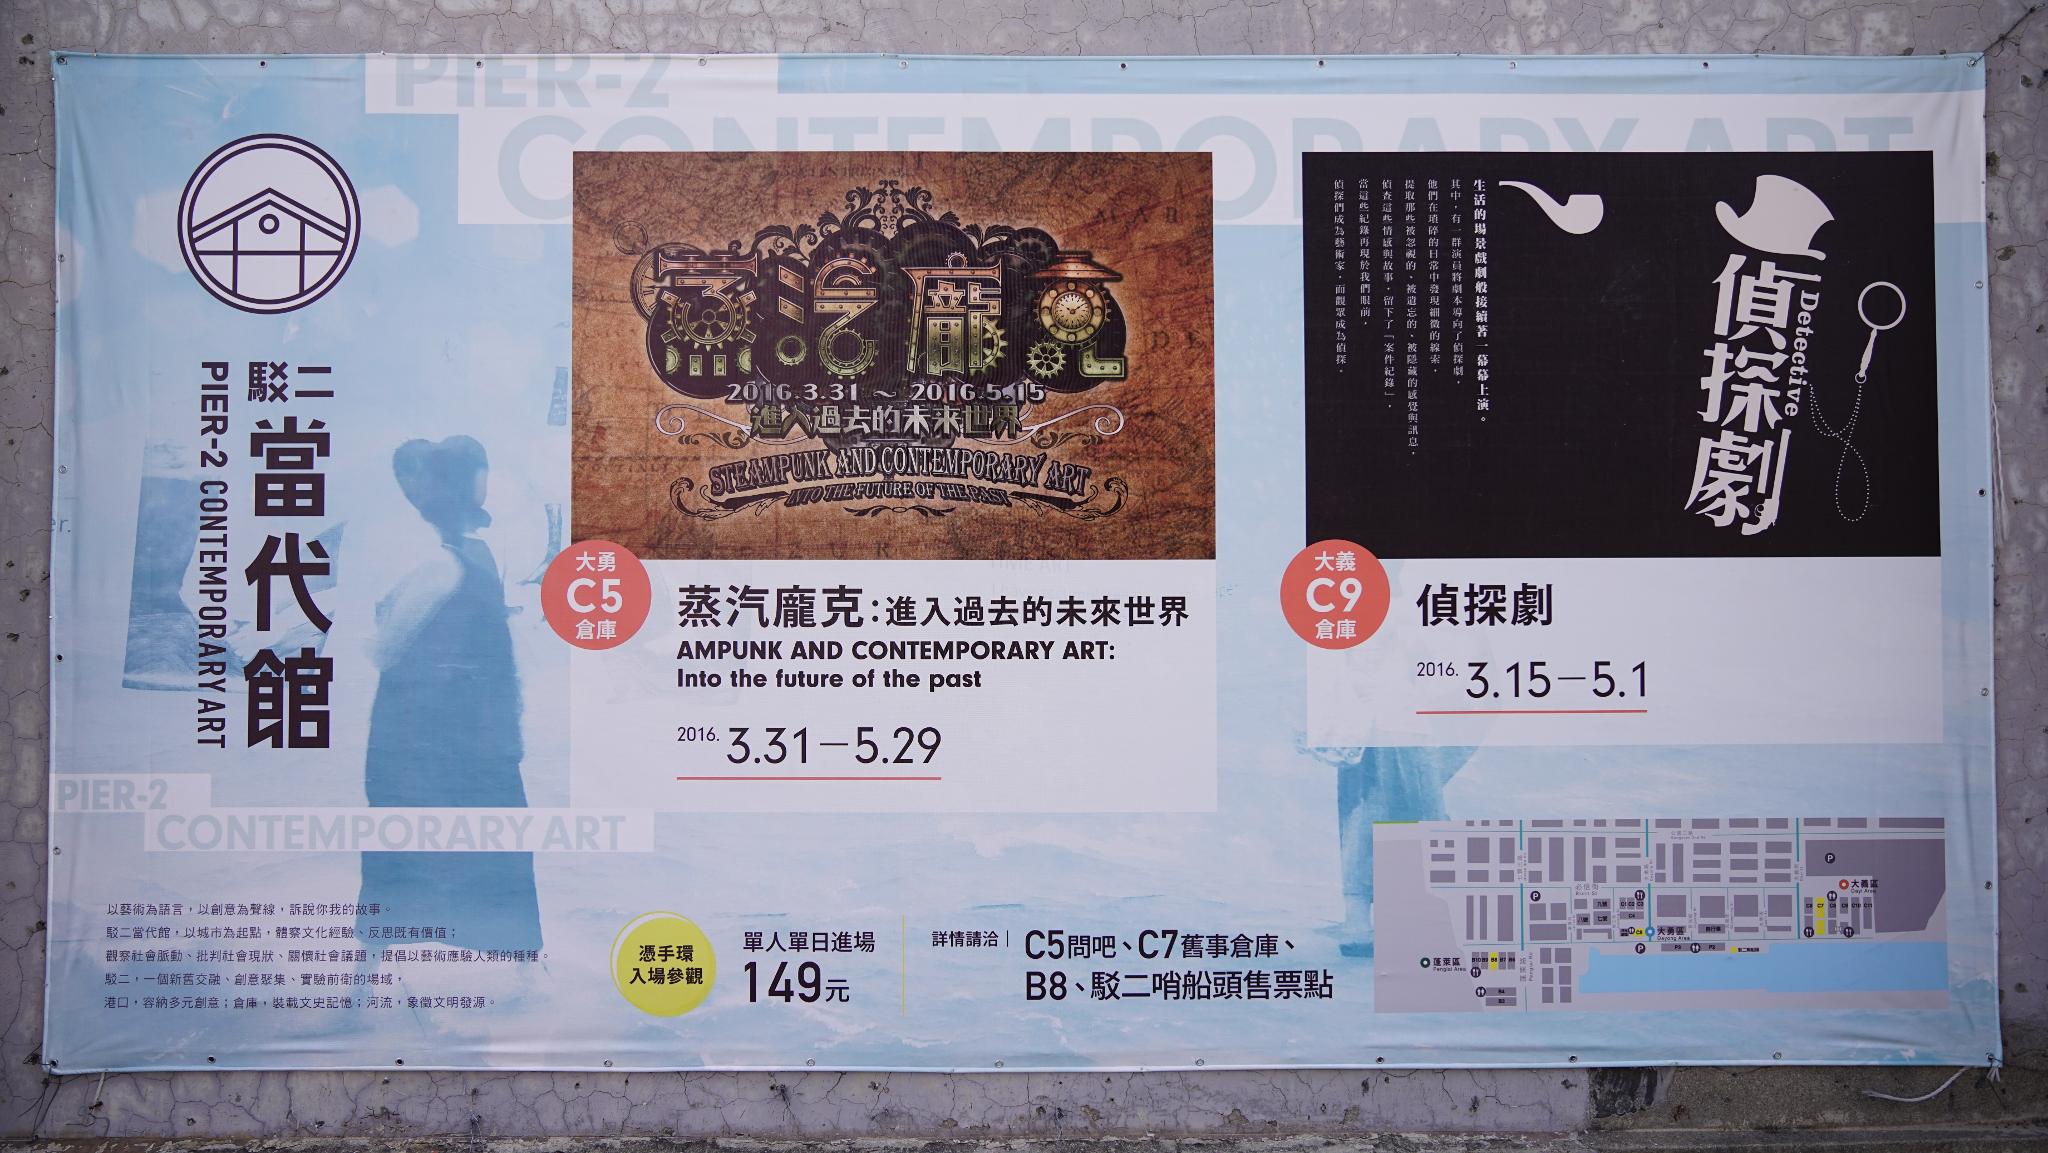 PIER-2
CONTEMPORARY ART
駁二
當代館
PIER-2 CONTEMPORARY ART
蒸汽龐克
2016.3.31 ~ 2016.5.15
進入過去的未来世界
STEAMPUNK AND CONTEMPORARY ART
INTO THE FUTURE OF THE PAST
大勇
C5
倉庫
蒸汽龐克:進入過去的未來世界
AMPUNK AND CONTEMPORARY ART:
Into the future of the past
2016. 3.31—5.29
生活的場景戲劇般接續著一幕幕上演。
其中,有一群演員將劇本導向了偵探劇,
他們在瑣碎的日常中發現細微的線索,
提取那些被忽視的、被遺忘的、被隱藏的感覺與訊息,
偵查這些情感與故事,留下了「案件紀錄」,
當這些紀錄再現於我們眼前,
偵探們成為藝術家,而觀眾成為偵探。
偵探劇
Detective
大義
C9
倉庫
偵探劇
2016. 3.15—5.1
PIER-2
CONTEMPORARY ART
以藝術為語言,以創意為聲線,訴說你我的故事。
駁二當代館,以城市為起點,體察文化經驗、反思既有價值;
觀察社會脈動、批判社會現狀、關懷社會議題,提倡以藝術應驗人類的種種。
駁二,一個新舊交融、創意聚集、實驗前衛的場域,
港口,容納多元創意;倉庫,裝載文史記憶;河流,象徵文明發源。
憑手環
入場參觀
單人單日進場
149元
詳情請洽
C5問吧、C7舊事倉庫、
B8、駁二哨船頭售票點
公園二路
必信街
大義區
Dayi Area
大勇區
Dayong Area
蓬萊區
Penglai Area